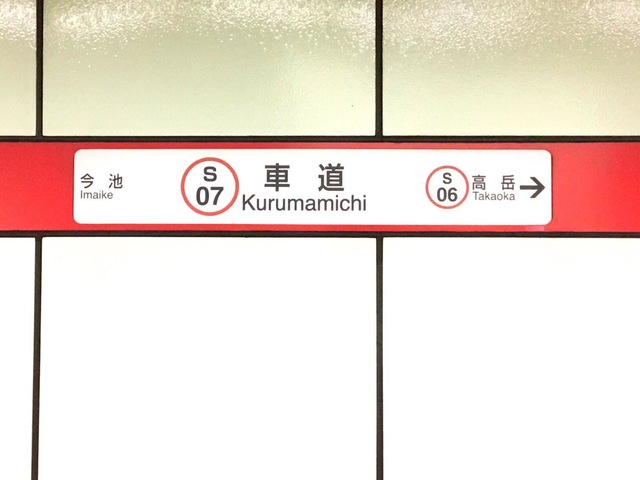 今池
Imaike
S
07
車道
Kurumamichi
S
06
高岳
Takaoka